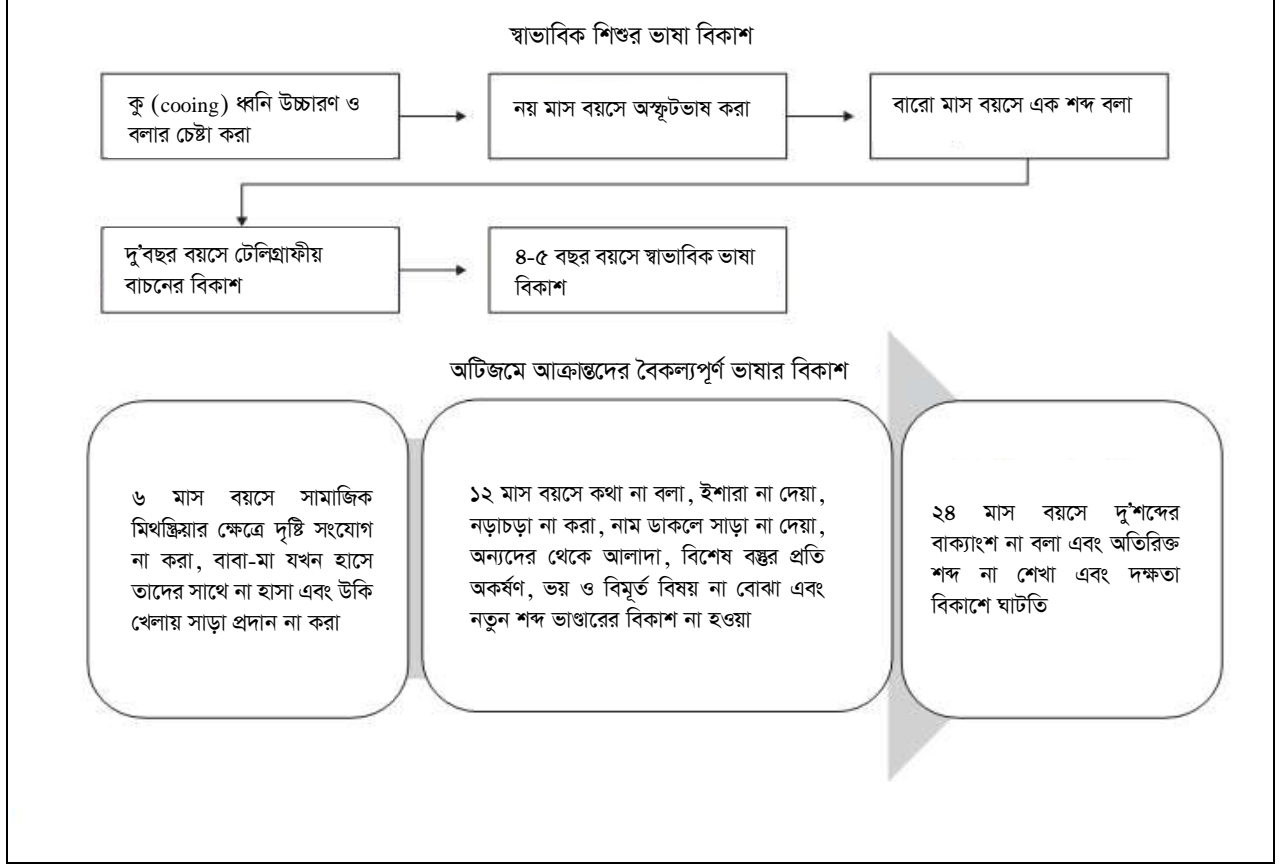 স্বাভাবিক শিশুর ভাষা বিকাশ
কু (cooing) ধ্বনি উচ্চারণ ও
বলার চেষ্টা করা
নয় মাস বয়সে অস্ফূটভাষ করা
বারো মাস বয়সে এক শব্দ বলা
দু'বছর বয়সে টেলিগ্রাফীয়
বাচনের বিকাশ
৪-৫ বছর বয়সে স্বাভাবিক ভাষা
বিকাশ
অটিজমে আক্রান্তদের বৈকল্যপূর্ণ ভাষার বিকাশ
৬ মাস বয়সে সামাজিক
মিথস্ক্রিয়ার ক্ষেত্রে দৃষ্টি সংযোগ
না করা, বাবা-মা যখন হাসে
তাদের সাথে না হাসা এবং উকি
খেলায় সাড়া প্রদান না করা
১২ মাস বয়সে কথা না বলা, ইশারা না দেয়া,
নড়াচড়া না করা, নাম ডাকলে সাড়া না দেয়া,
অন্যদের থেকে আলাদা, বিশেষ বস্তুর প্রতি
অকর্ষণ, ভয় ও বিমূর্ত বিষয় না বোঝা এবং
নতুন শব্দ ভাণ্ডারের বিকাশ না হওয়া
২৪ মাস বয়সে দু'শব্দের
বাক্যাংশ না বলা এবং অতিরিক্ত
শব্দ না শেখা এবং দক্ষতা
বিকাশে ঘাটতি